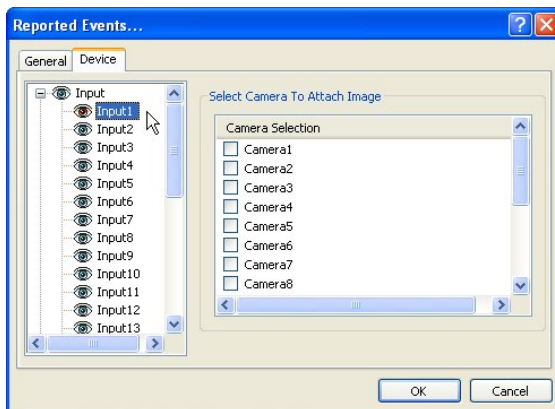 Reported Events...
General
Device
Input
Input1
Input2
Input3
Input4
Input5
Input6
Input7
Input8
Input9
Input10
Input11
Input12
Input13
Select Camera To Attach Image
Camera Selection
Camera1
Camera2
Camera3
Camera4
Camera5
Camera6
Camera7
Camera8
OK
Cancel